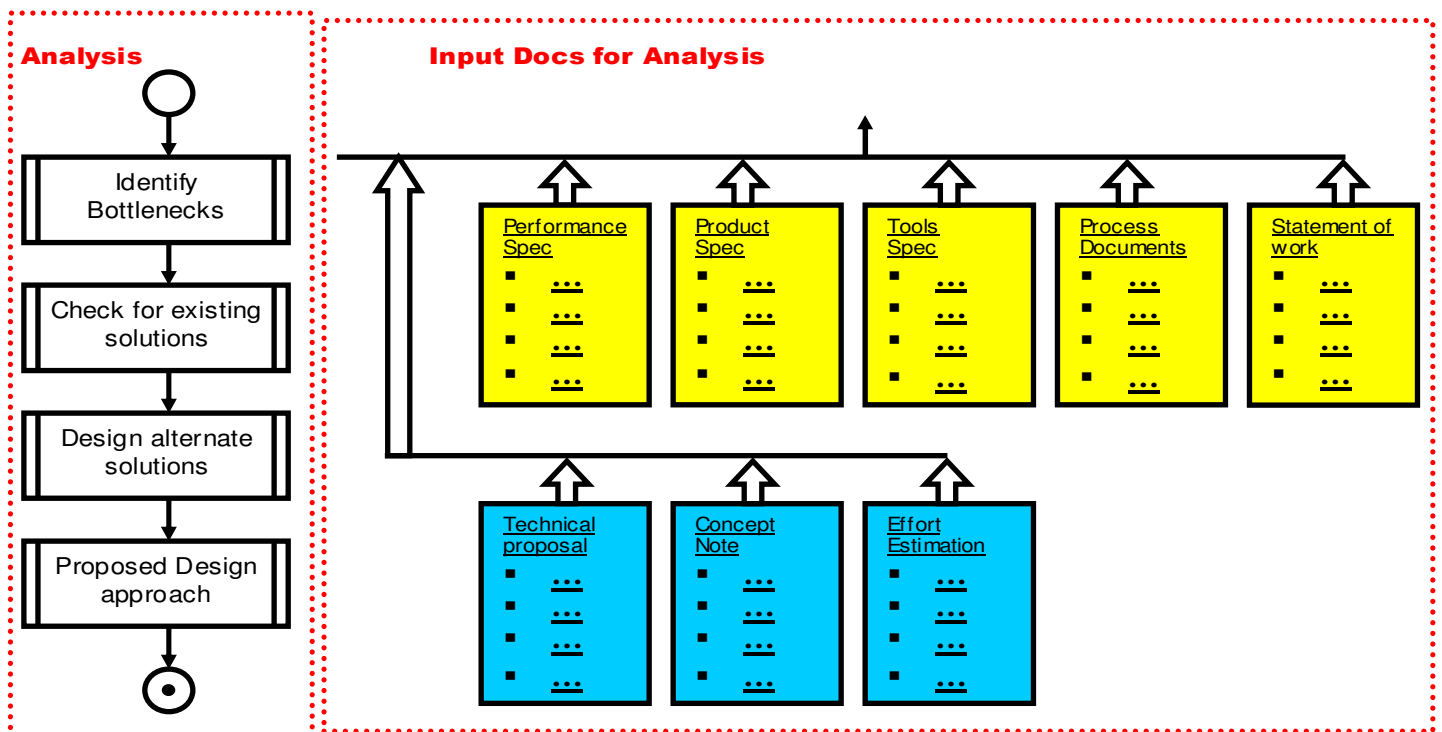 Analysis
Identify
Bottlenecks
Check for existing
solutions
Design alternate
solutions
Proposed Design
approach
Input Docs for Analysis
Performance
Spec
▪ ...
▪ ...
▪ ...
▪ ...
Product
Spec
▪ ...
▪ ...
▪ ...
▪ ...
Tools
Spec
▪ ...
▪ ...
▪ ...
▪ ...
Process
Documents
▪ ...
▪ ...
▪ ...
▪ ...
Statement of
work
▪ ...
▪ ...
▪ ...
▪ ...
Technical
proposal
▪ ...
▪ ...
▪ ...
▪ ...
Concept
Note
▪ ...
▪ ...
▪ ...
▪ ...
Effort
Estimation
▪ ...
▪ ...
▪ ...
▪ ...